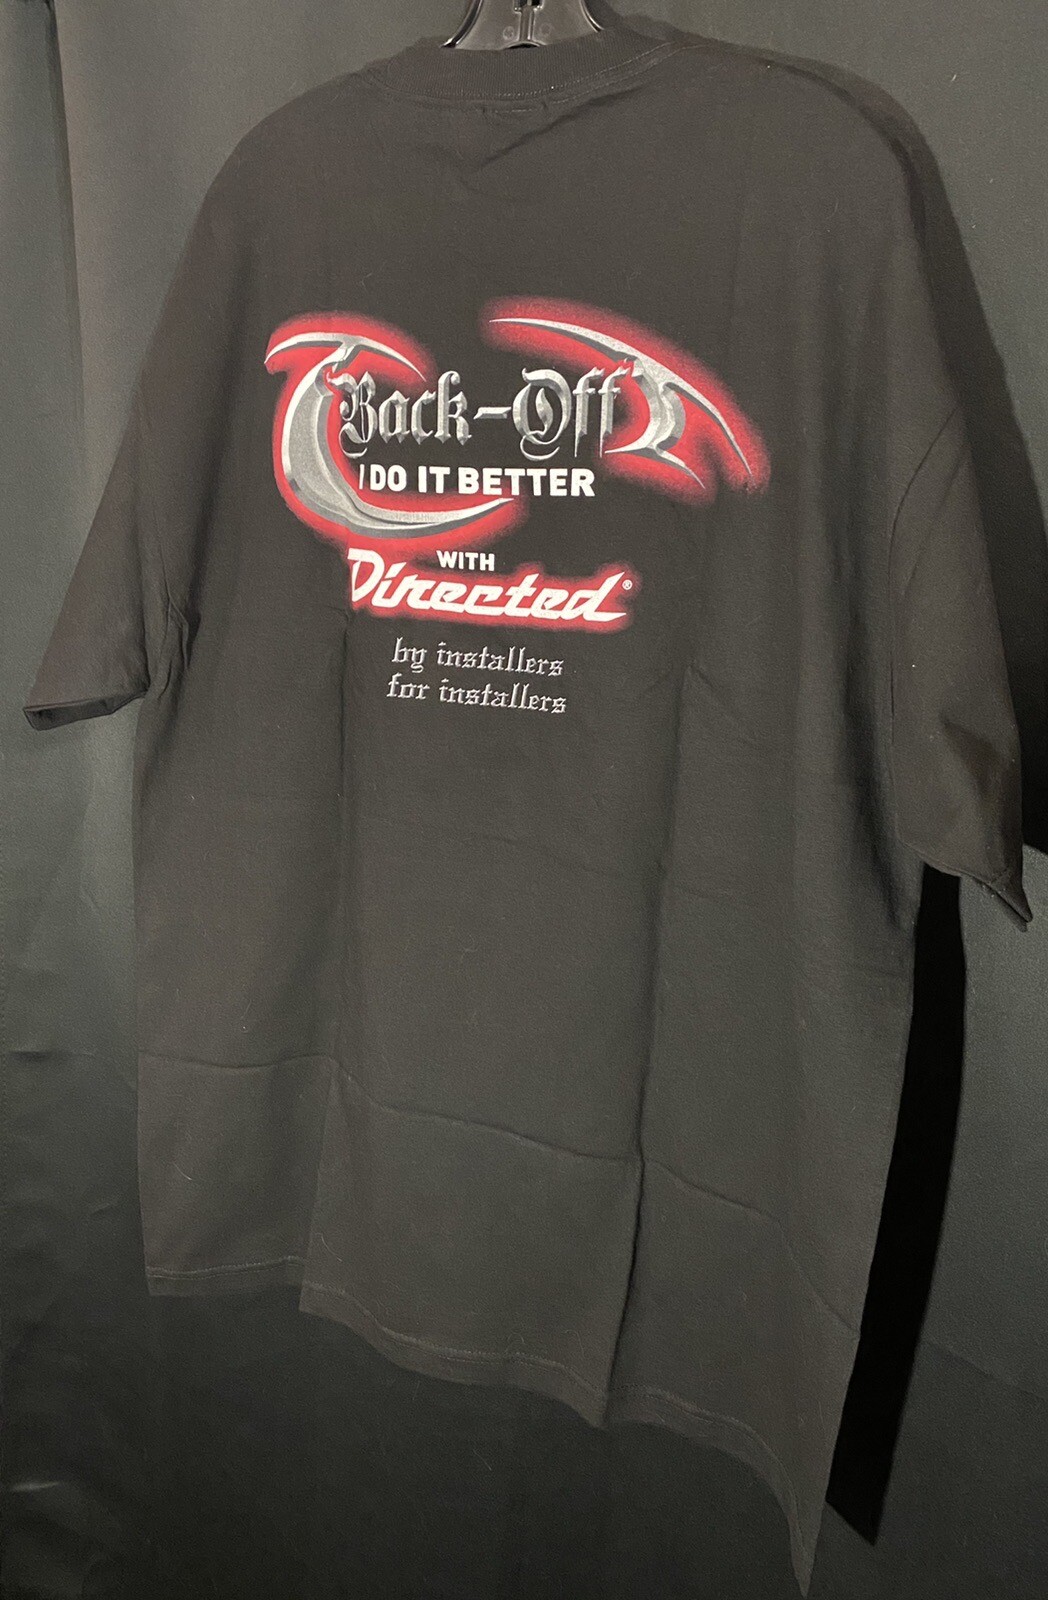 Back-Off
I DO IT BETTER
WITH
Directed®
by installers
for installers